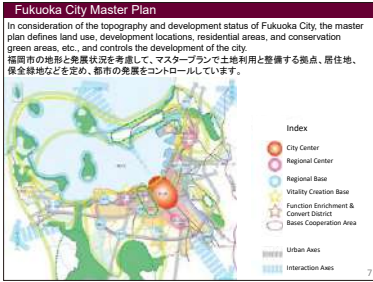 Fukuoka City Master Plan
In consideration of the topography and development status of Fukuoka City, the master
plan defines land use, development locations, residential areas, and conservation
green areas, etc., and controls the development of the city.
福岡市の地形と発展状況を考慮して、マスタープランで土地利用と整備する拠点、居住地、
保全緑地などを定め、都市の発展をコントロールしています。
Index
City Center
Regional Center
Regional Base
Vitality Creation Base
Function Enrichment &
Convert District
Bases Cooperation Area
Urban Axes
Interaction Axes
7